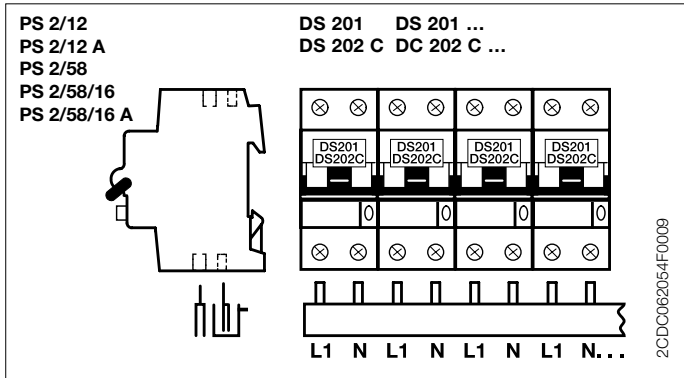 PS 2/12
PS 2/12 A
PS 2/58
PS 2/58/16
PS 2/58/16 A
DS 201 DS 201 ...
DS 202 C DC 202 C ...
DS201 DS201 DS201 DS201
DS202C DS202C DS202C DS202C
0 0 0 0
L1 N L1 N L1 N L1 N...
2CDC062054F0009